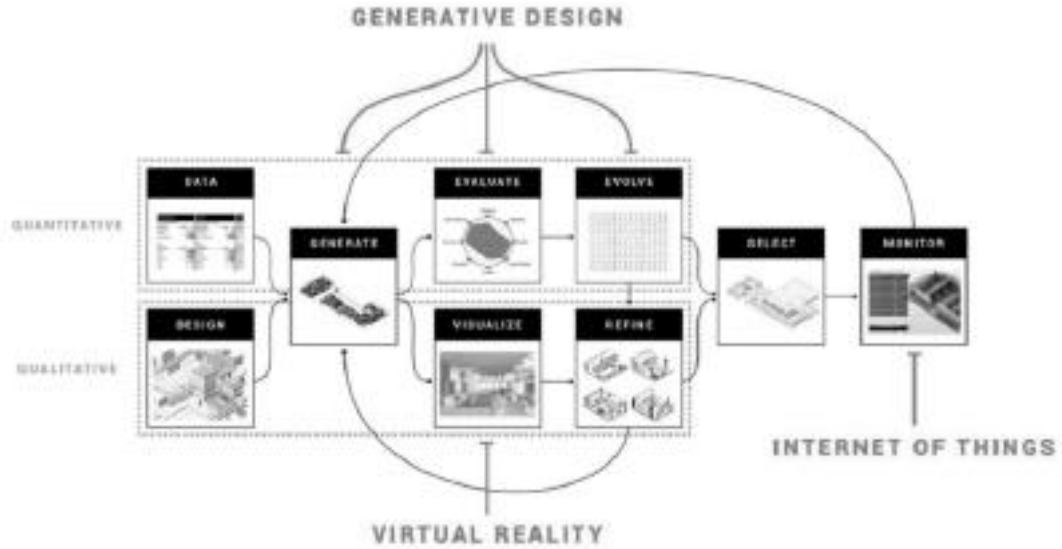 GENERATIVE DESIGN
DATA
EVALUATE
EVOLVE
QUANTITATIVE
GENERATE
SELECT
MONITOR
DESIGN
VISUALIZE
REFINE
QUALITATIVE
INTERNET OF THINGS
VIRTUAL REALITY